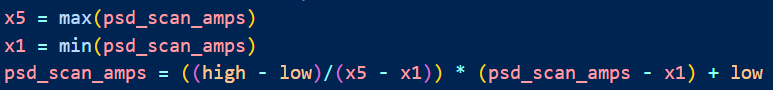 x5 = max(psd_scan_amps)
x1 = min(psd_scan_amps)
psd_scan_amps = ((high - low)/(x5 - x1)) * (psd_scan_amps - x1) + low